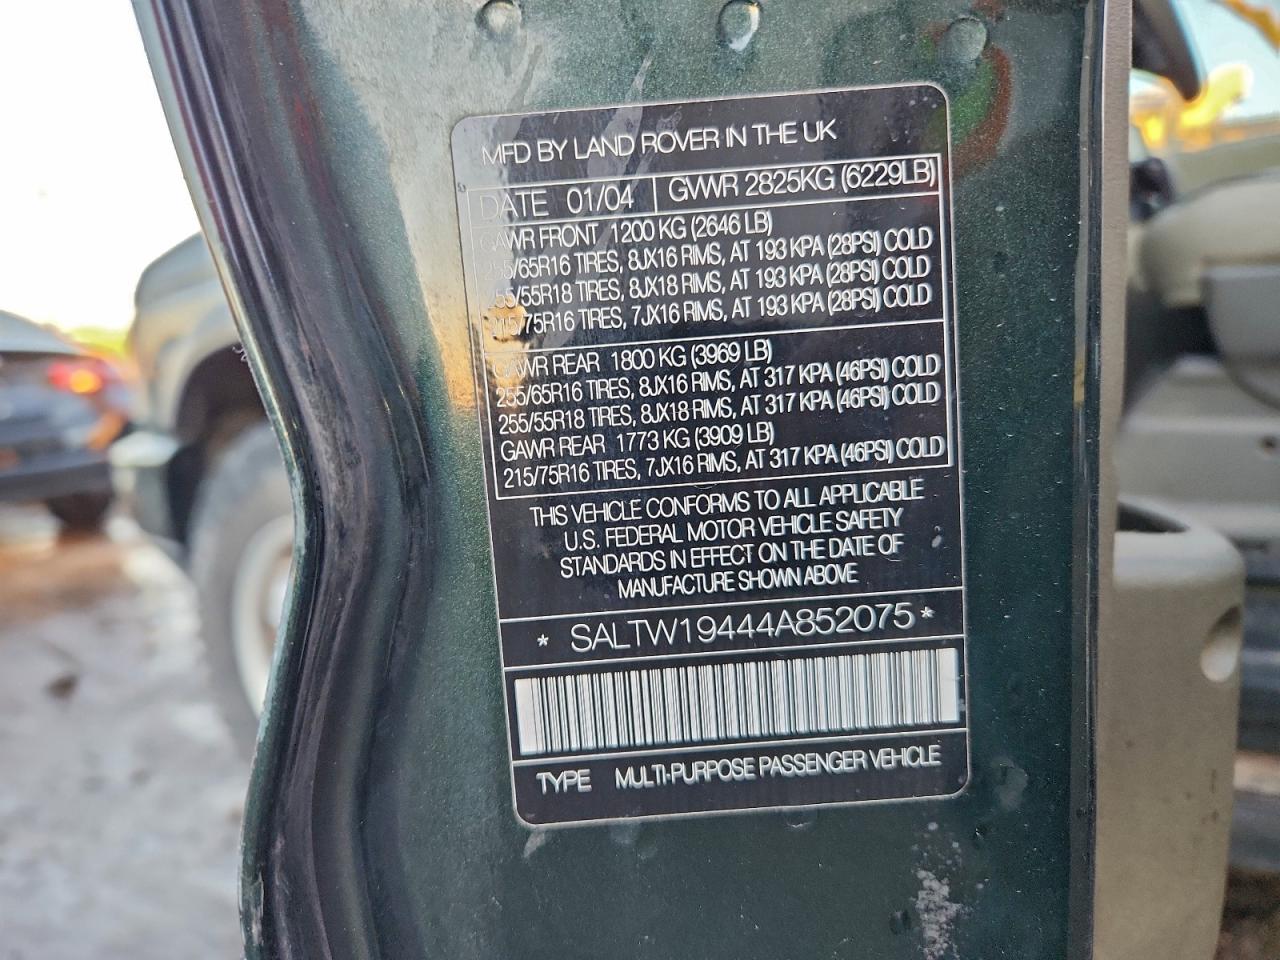 MFD BY LAND ROVER IN THE UK
DATE 01/04 GVWR 2825KG (6229LB)
GAWR FRONT 1200 KG (2646 LB)
255/65R16 TIRES, 8JX16 RIMS, AT 193 KPA (28PSI) COLD
255/55R18 TIRES, 8JX18 RIMS, AT 193 KPA (28PSI) COLD
215/75R16 TIRES, 7JX16 RIMS, AT 193 KPA (28PSI) COLD
GAWR REAR 1800 KG (3969 LB)
255/65R16 TIRES, 8JX16 RIMS, AT 317 KPA (46PSI) COLD
255/55R18 TIRES, 8JX18 RIMS, AT 317 KPA (46PSI) COLD
GAWR REAR 1773 KG (3909 LB)
215/75R16 TIRES, 7JX16 RIMS, AT 317 KPA (46PSI) COLD
THIS VEHICLE CONFORMS TO ALL APPLICABLE
U.S. FEDERAL MOTOR VEHICLE SAFETY
STANDARDS IN EFFECT ON THE DATE OF
MANUFACTURE SHOWN ABOVE
* SALTW19444A852075 *
TYPE MULTI-PURPOSE PASSENGER VEHICLE